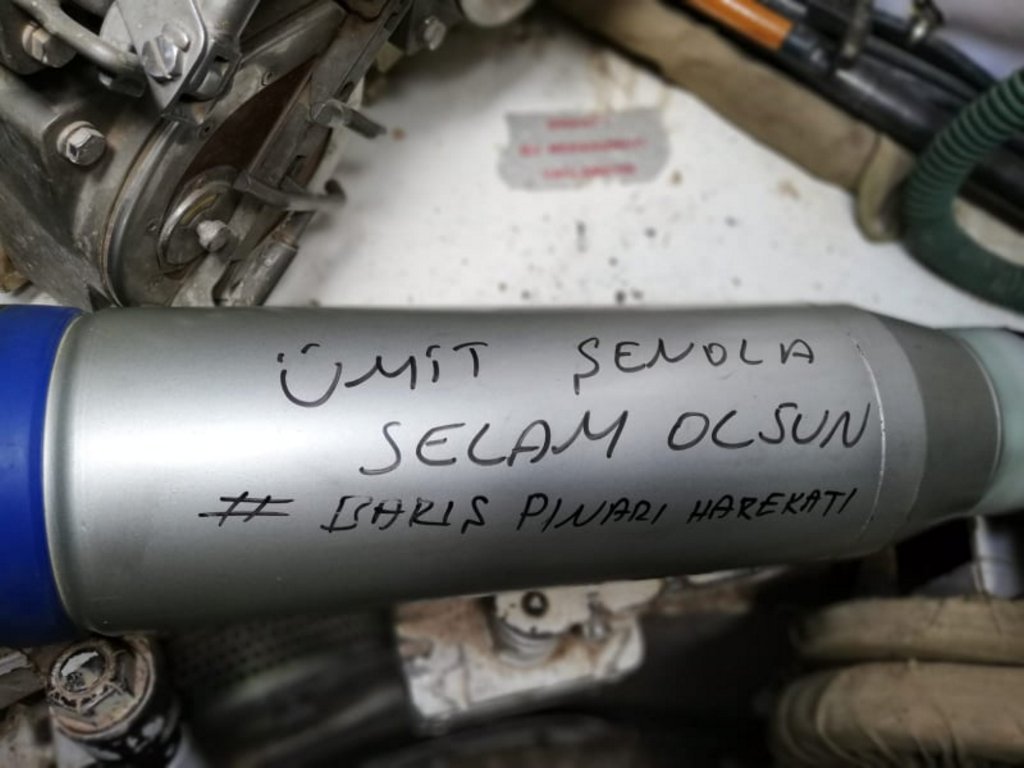 ÜMİT ŞENOLA
SELAM OLSUN
# BARIŞ PINARI HAREKATI